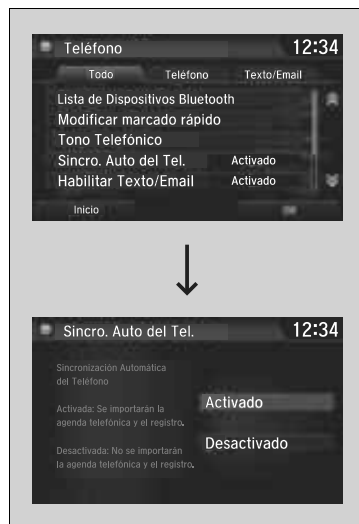 Teléfono 12:34
Todo Teléfono Texto/Email
Lista de Dispositivos Bluetooth
Modificar marcado rápido
Tono Telefónico
Sincro. Auto del Tel. Activado
Habilitar Texto/Email Activado
Inicio
Sincro. Auto del Tel. 12:34
Sincronización Automática
del Teléfono
Activada: Se importarán la
agenda telefónica y el registro.
Desactivada: No se importarán
la agenda telefónica y el registro.
Activado
Desactivado